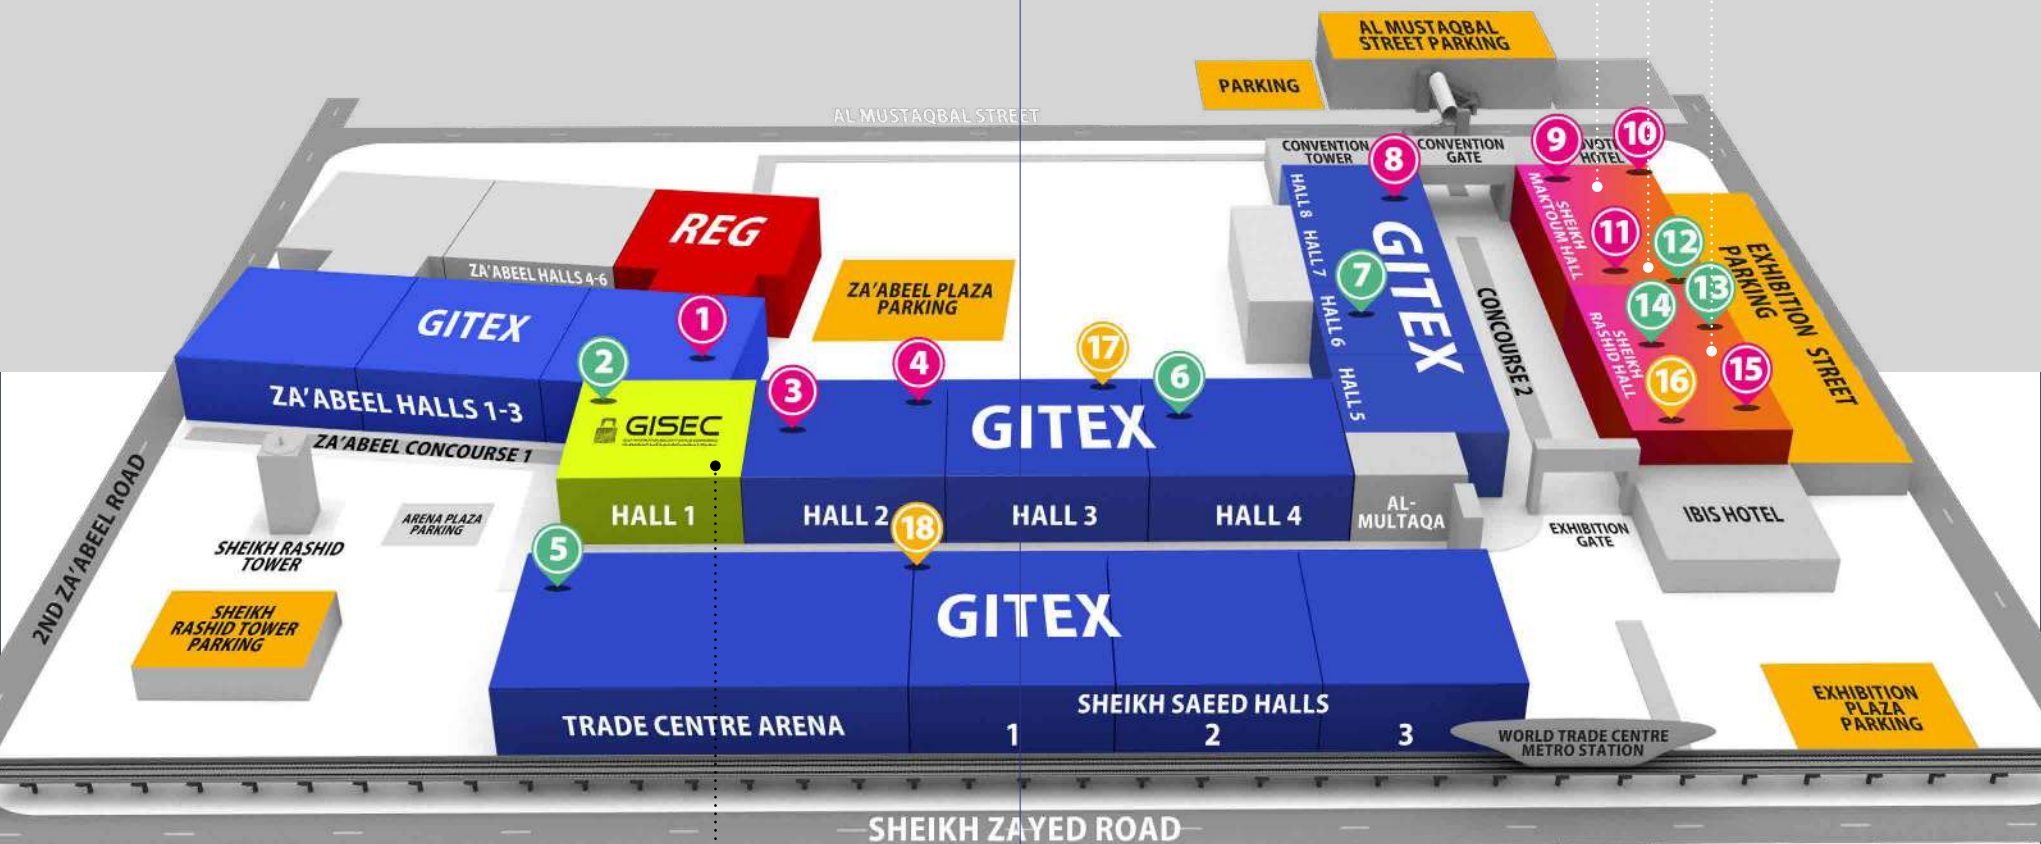 AL MUSTAQBAL
STREET PARKING
PARKING
AL MUSTAQBAL STREET
CONVENTION
TOWER
8
CONVENTION
GATE
9
10
HOTEL
REG
ZA'ABEEL HALLS 4-6
ZA'ABEEL PLAZA
PARKING
HALL 8
HALL 7
HALL 6
HALL 5
GITEX
7
CONCOURSE 2
SHEIKH
MAKTOUM HALL
11
12
13
14
SHEIKH
RASHID HALL
16
15
EXHIBITION STREET
PARKING
GITEX
1
ZA'ABEEL HALLS 1-3
2
GISEC
3
4
17
6
GITEX
ZA'ABEEL CONCOURSE 1
HALL 1
HALL 2
18
HALL 3
HALL 4
AL-
MULTAQA
EXHIBITION
GATE
IBIS HOTEL
2ND ZA'ABEEL ROAD
ARENA PLAZA
PARKING
SHEIKH RASHID
TOWER
5
SHEIKH
RASHID TOWER
PARKING
GITEX
TRADE CENTRE ARENA
SHEIKH SAEED HALLS
1
2
3
WORLD TRADE CENTRE
METRO STATION
EXHIBITION
PLAZA
PARKING
SHEIKH ZAYED ROAD